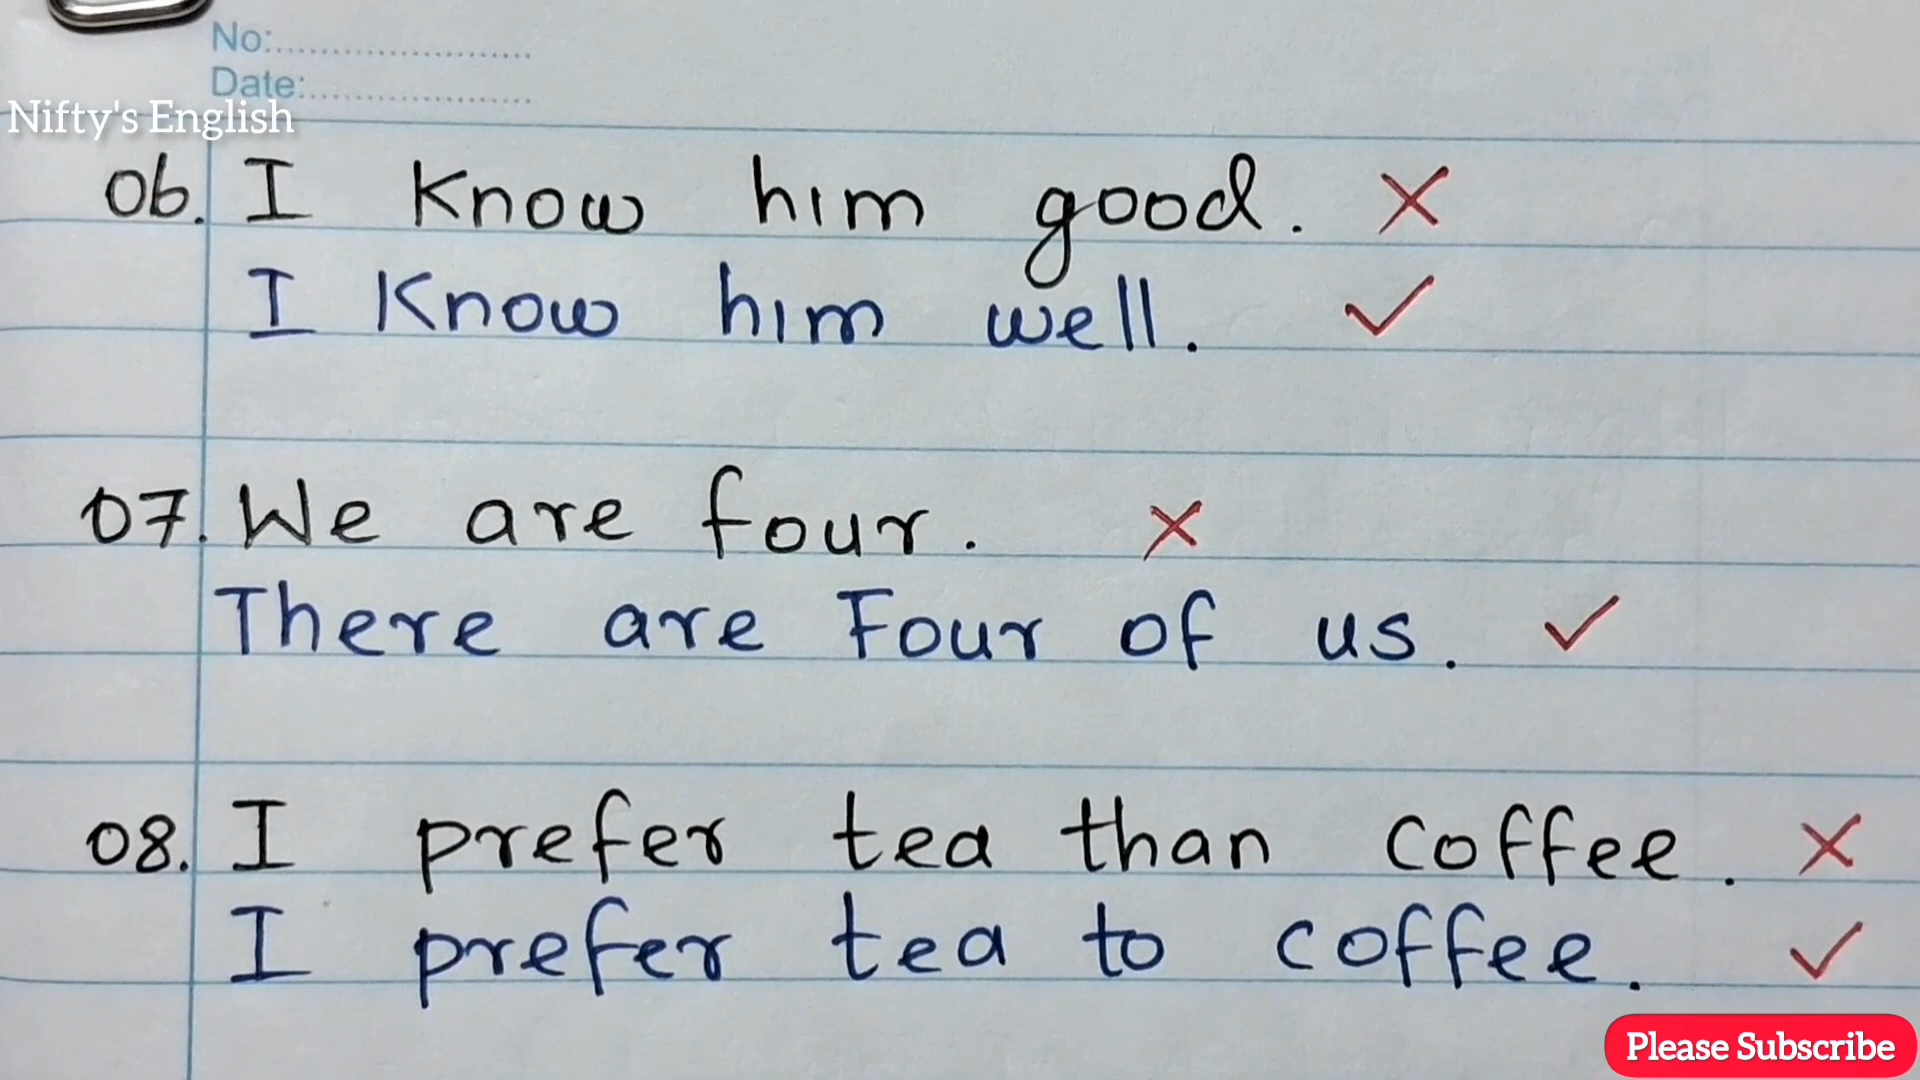 No:..............................
Date:..............................
Nifty's English
06. I Know him good. ✗
I Know him well. ✓
07. We are four. ✗
There are Four of us. ✓
08. I prefer tea than coffee. ✗
I prefer tea to coffee. ✓
Please Subscribe